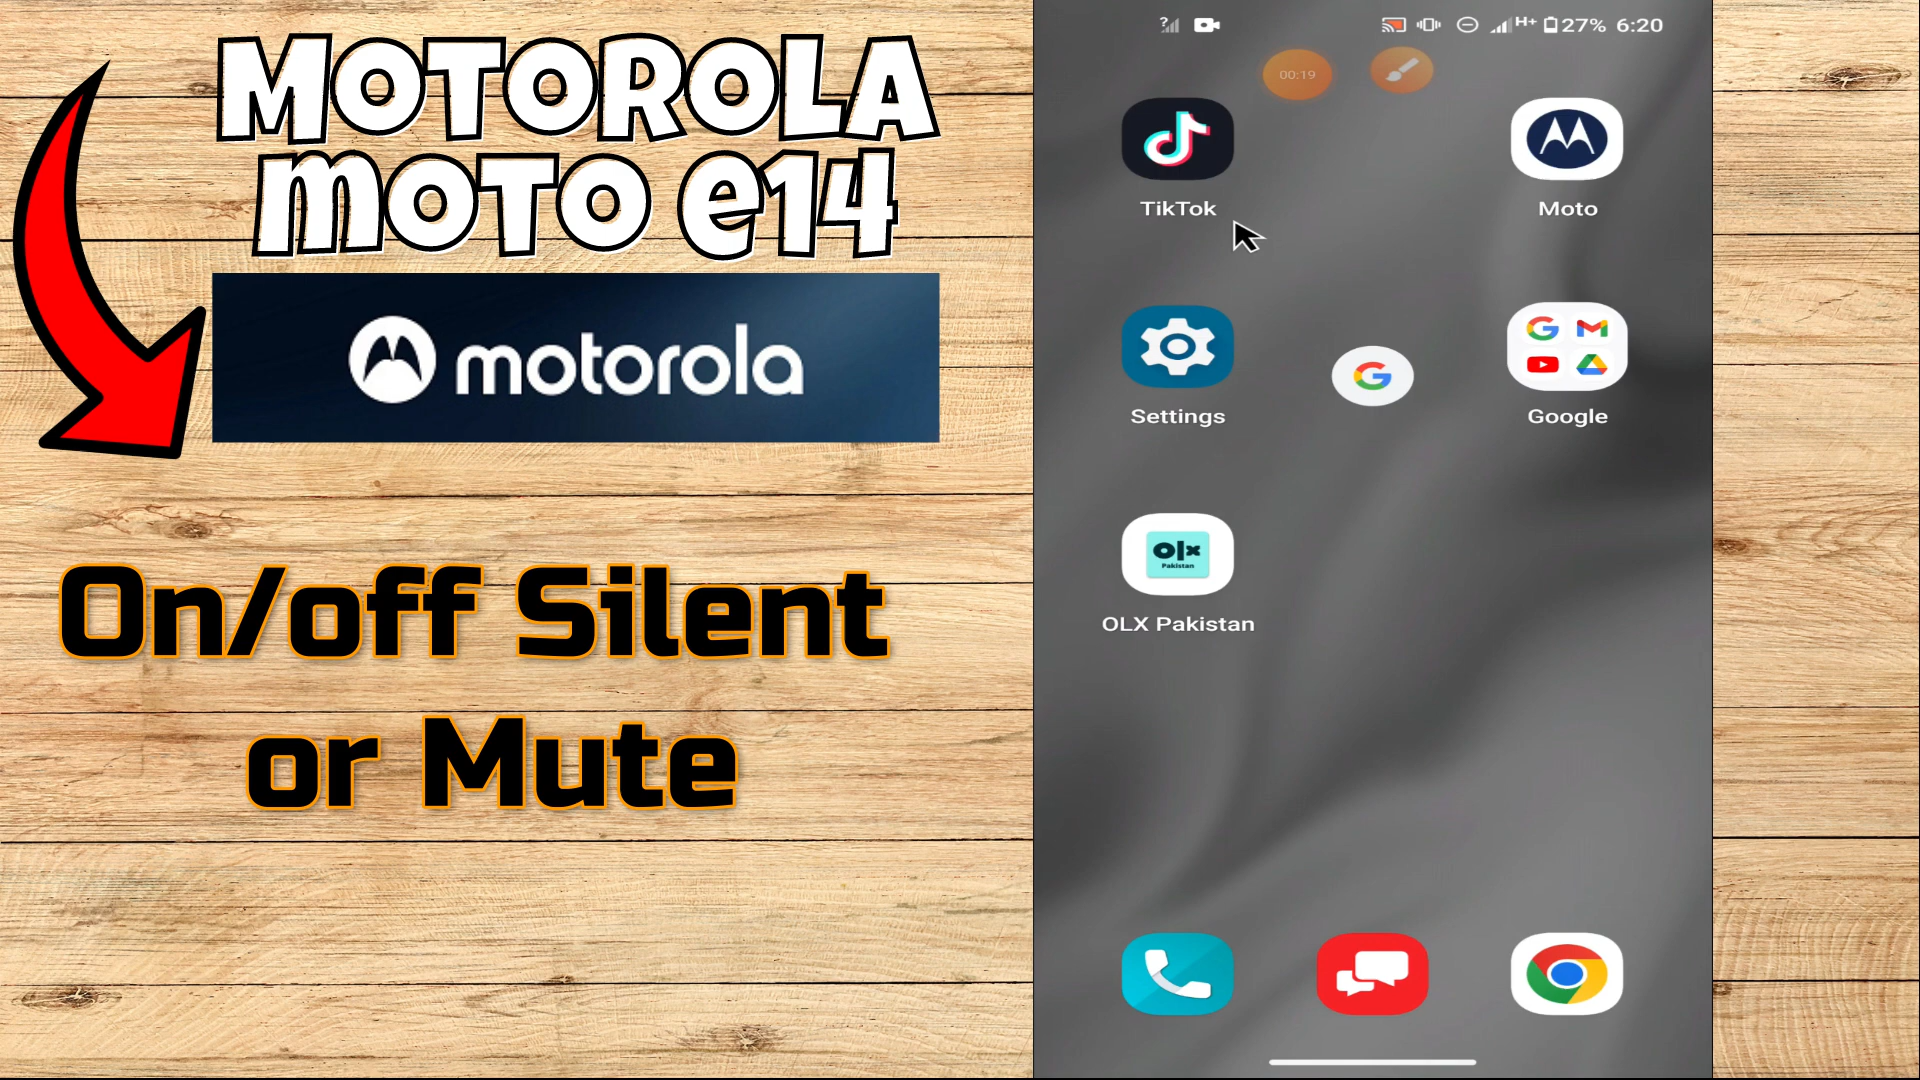 MOTOROLA
MOTO e14
motorola
On/off Silent
or Mute
? H+ 27% 6:20
00:19
TikTok
Moto
Settings
Google
olx
Pakistan
OLX Pakistan